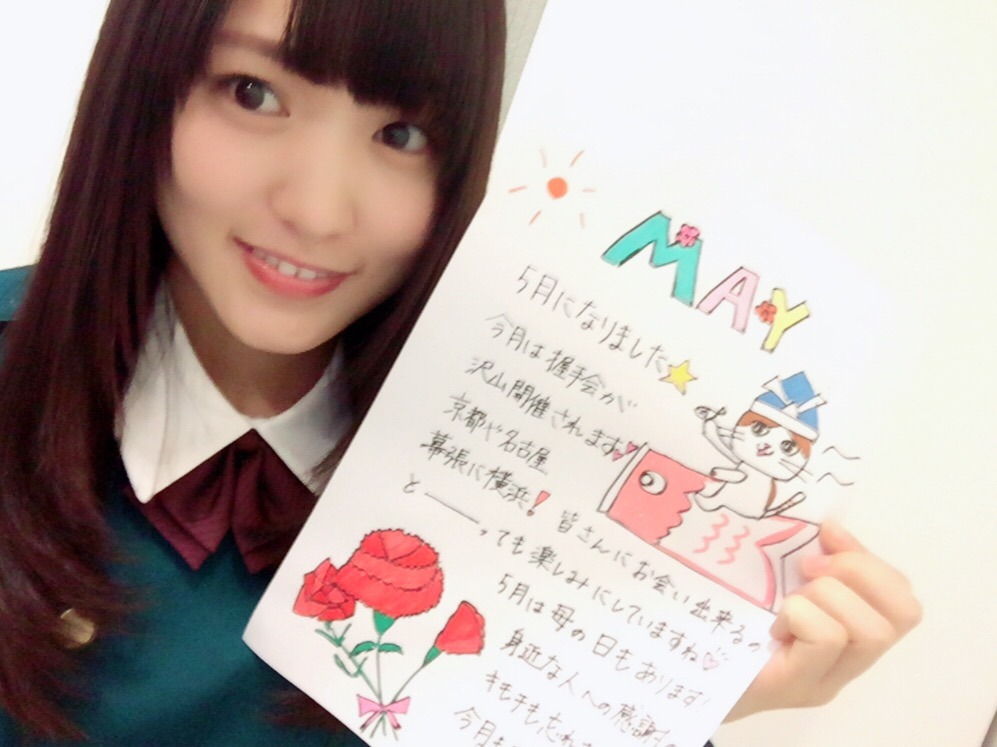 MAY
5月になりました
今月は握手会が
沢山開催されます
京都や名古屋
幕張に横浜!
皆さんにお会い出来るの
と――っても楽しみにしていますね
5月は母の日もあります!
身近な人への感謝の
キモチも忘れ
今月も